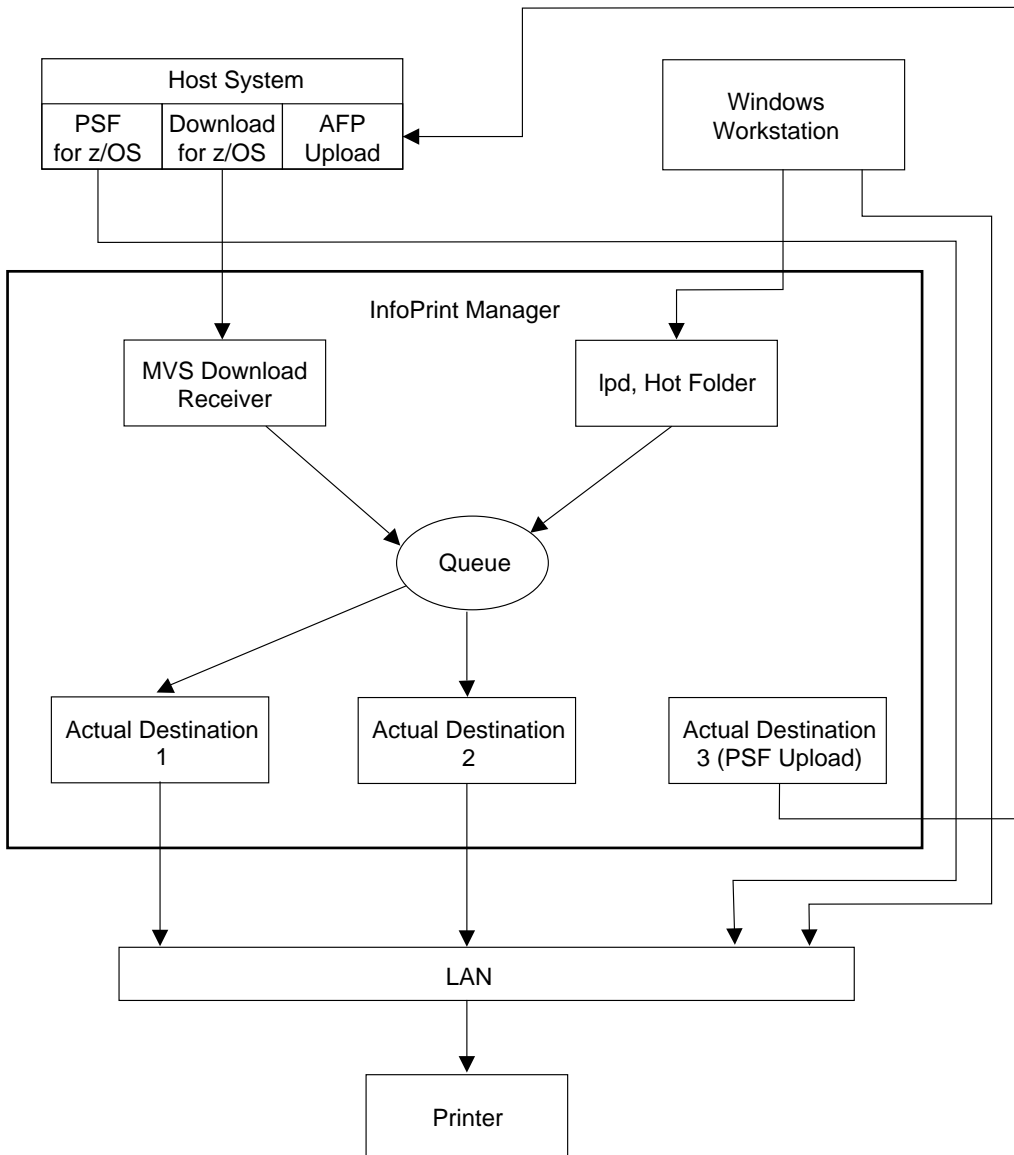 Host System
PSF
for z/OS
Download
for z/OS
AFP
Upload
Windows
Workstation
InfoPrint Manager
MVS Download
Receiver
lpd, Hot Folder
Queue
Actual Destination
1
Actual Destination
2
Actual Destination
3 (PSF Upload)
LAN
Printer